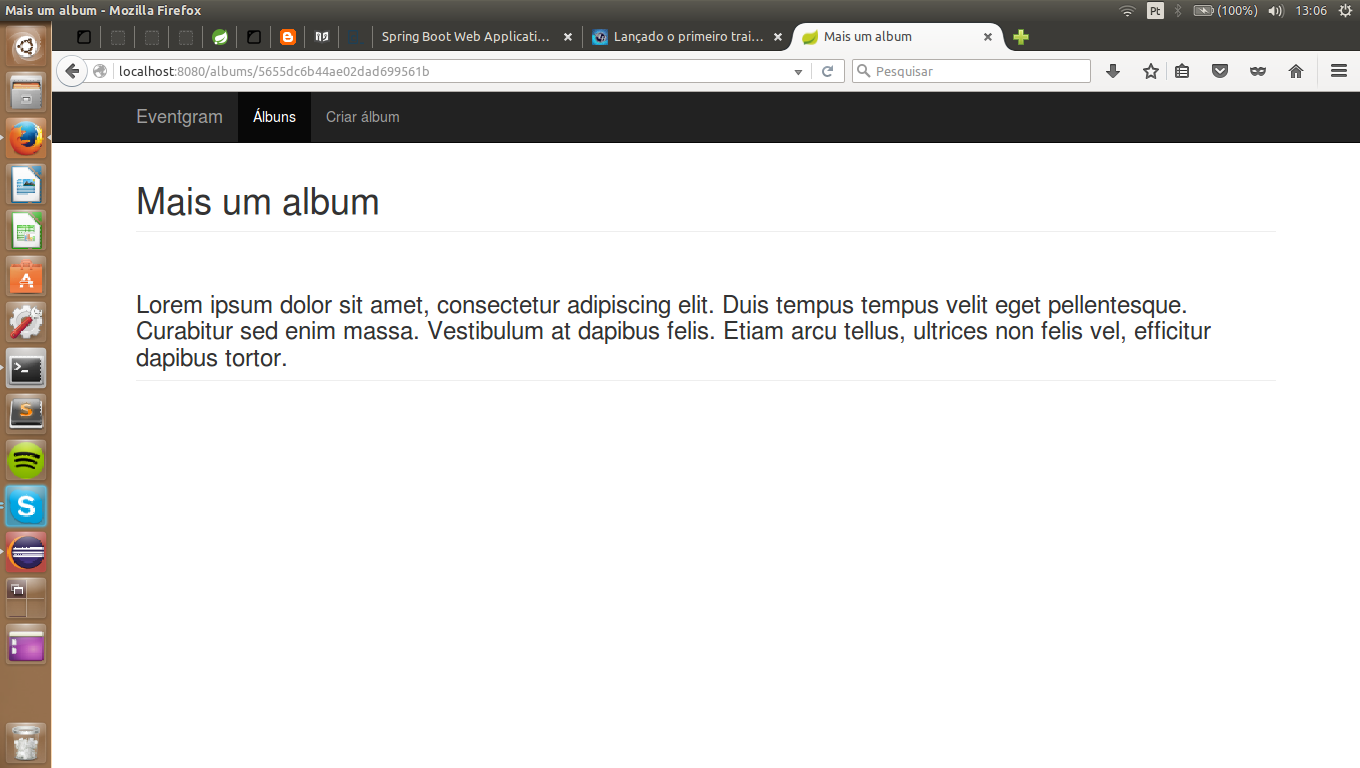 Mais um album - Mozilla Firefox
Pt (100%) 13:06
Spring Boot Web Applicati... Lançado o primeiro trai... Mais um album
localhost:8080/albums/5655dc6b44ae02dad699561b Pesquisar
Eventgram Álbuns Criar álbum
Mais um album
Lorem ipsum dolor sit amet, consectetur adipiscing elit. Duis tempus tempus velit eget pellentesque.
Curabitur sed enim massa. Vestibulum at dapibus felis. Etiam arcu tellus, ultrices non felis vel, efficitur
dapibus tortor.